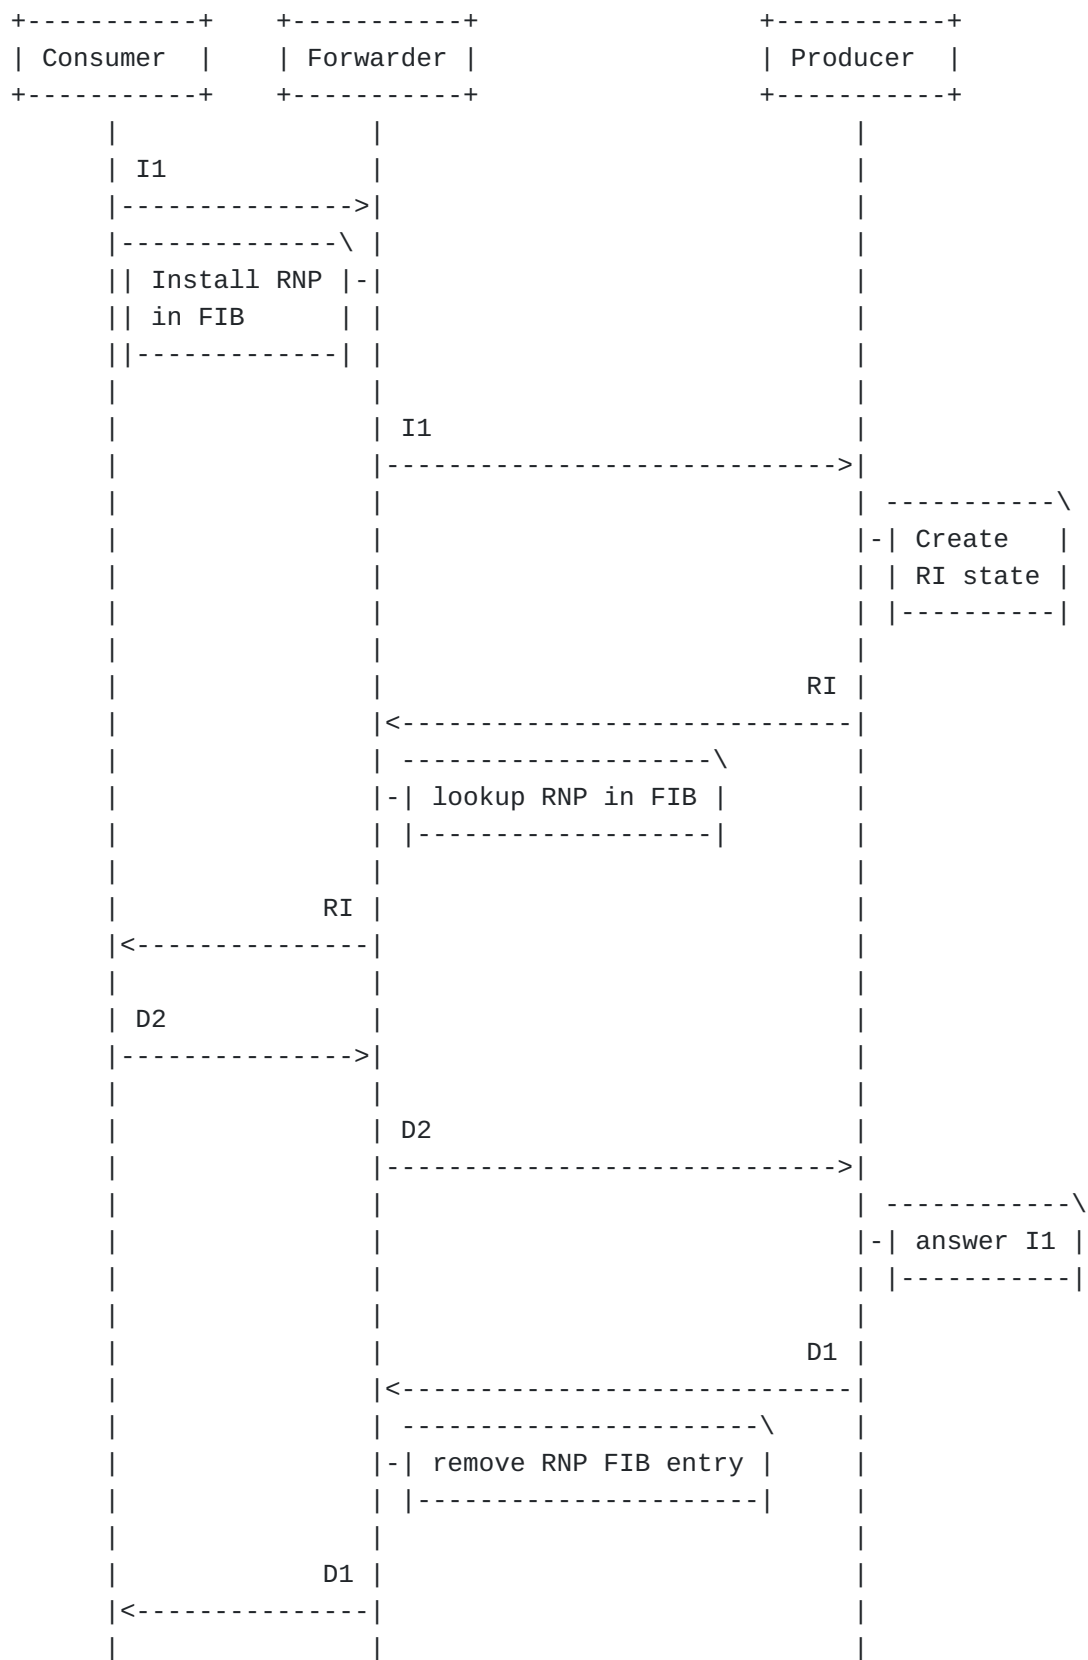 Consumer Forwarder Producer
I1
Install RNP
in FIB
I1
Create
RI state
RI
lookup RNP in FIB
RI
D2
D2
answer I1
D1
remove RNP FIB entry
D1